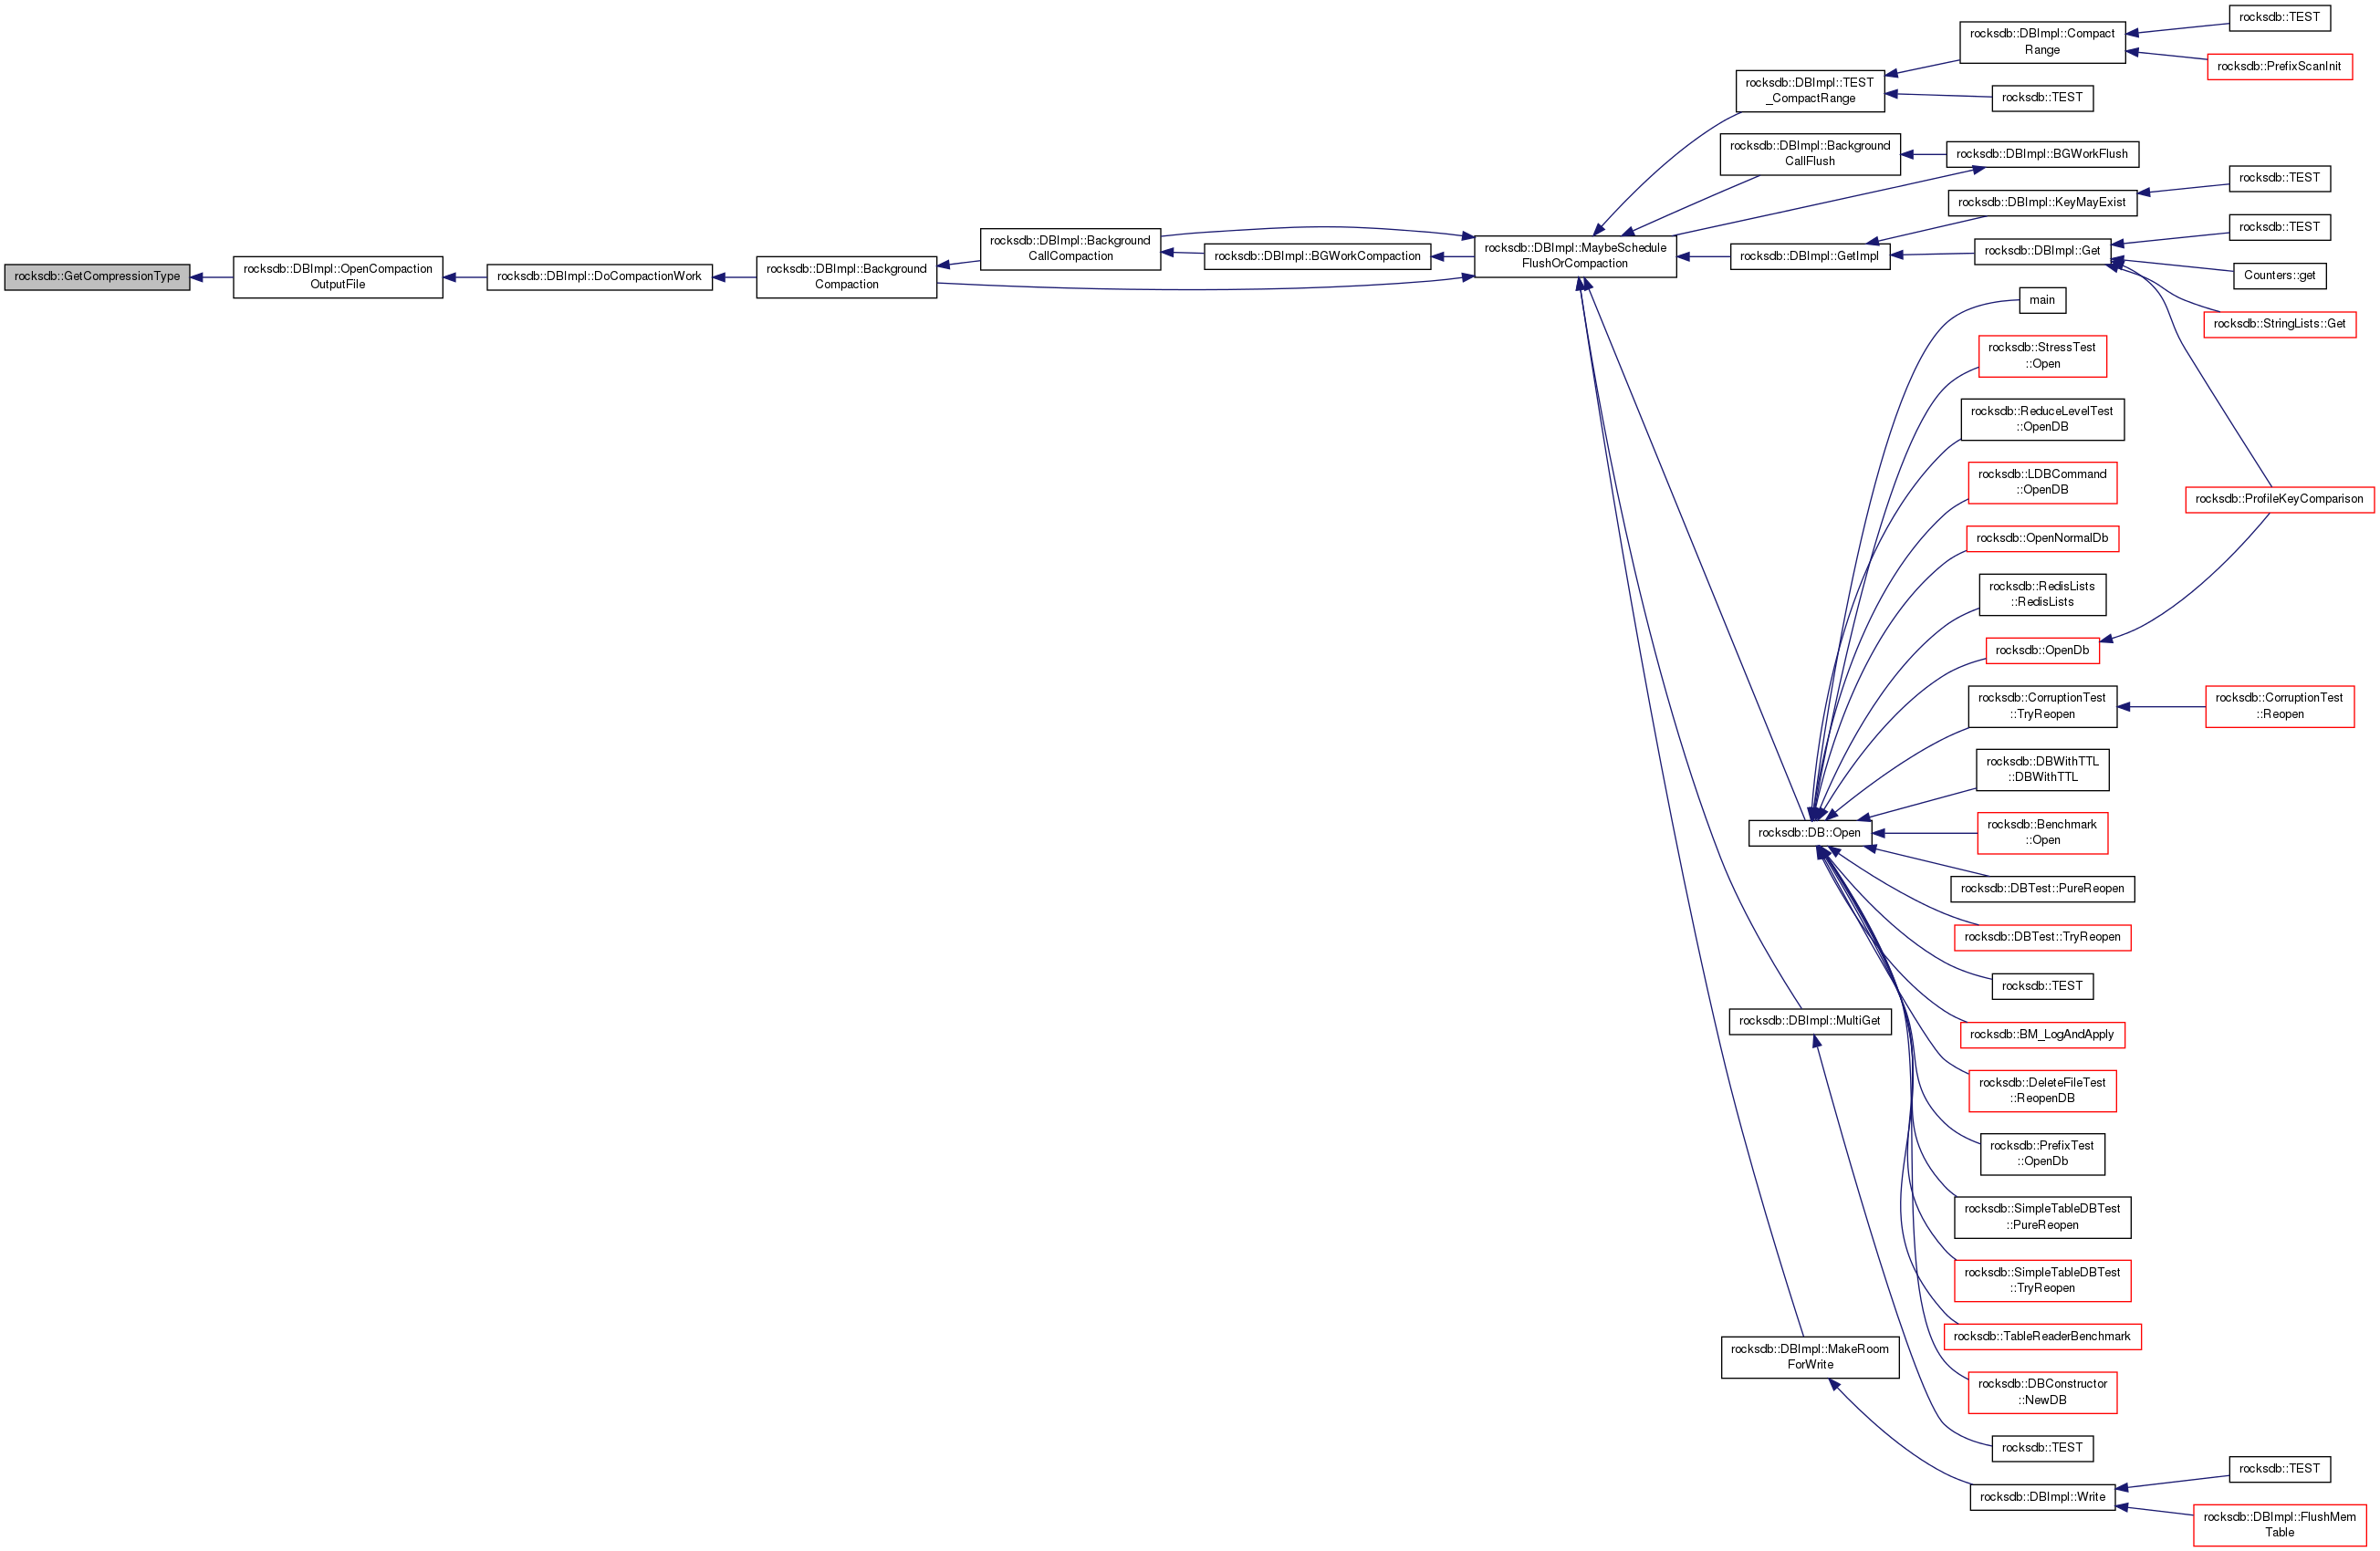 rocksdb::GetCompressionType
rocksdb::DBImpl::OpenCompaction
OutputFile
rocksdb::DBImpl::DoCompactionWork
rocksdb::DBImpl::Background
Compaction
rocksdb::DBImpl::Background
CallCompaction
rocksdb::DBImpl::BGWorkCompaction
rocksdb::DBImpl::MaybeSchedule
FlushOrCompaction
rocksdb::DBImpl::TEST
_CompactRange
rocksdb::DBImpl::Compact
Range
rocksdb::TEST
rocksdb::PrefixScanInit
rocksdb::TEST
rocksdb::DBImpl::Background
CallFlush
rocksdb::DBImpl::BGWorkFlush
rocksdb::DBImpl::GetImpl
rocksdb::DBImpl::KeyMayExist
rocksdb::TEST
rocksdb::DBImpl::Get
rocksdb::TEST
Counters::get
rocksdb::StringLists::Get
rocksdb::ProfileKeyComparison
rocksdb::DB::Open
main
rocksdb::StressTest
::Open
rocksdb::ReduceLevelTest
::OpenDB
rocksdb::LDBCommand
::OpenDB
rocksdb::OpenNormalDb
rocksdb::RedisLists
::RedisLists
rocksdb::OpenDb
rocksdb::CorruptionTest
::TryReopen
rocksdb::CorruptionTest
::Reopen
rocksdb::DBWithTTL
::DBWithTTL
rocksdb::Benchmark
::Open
rocksdb::DBTest::PureReopen
rocksdb::DBTest::TryReopen
rocksdb::TEST
rocksdb::BM_LogAndApply
rocksdb::DeleteFileTest
::ReopenDB
rocksdb::PrefixTest
::OpenDb
rocksdb::SimpleTableDBTest
::PureReopen
rocksdb::SimpleTableDBTest
::TryReopen
rocksdb::TableReaderBenchmark
rocksdb::DBConstructor
::NewDB
rocksdb::DBImpl::MultiGet
rocksdb::TEST
rocksdb::DBImpl::MakeRoom
ForWrite
rocksdb::DBImpl::Write
rocksdb::TEST
rocksdb::DBImpl::FlushMem
Table